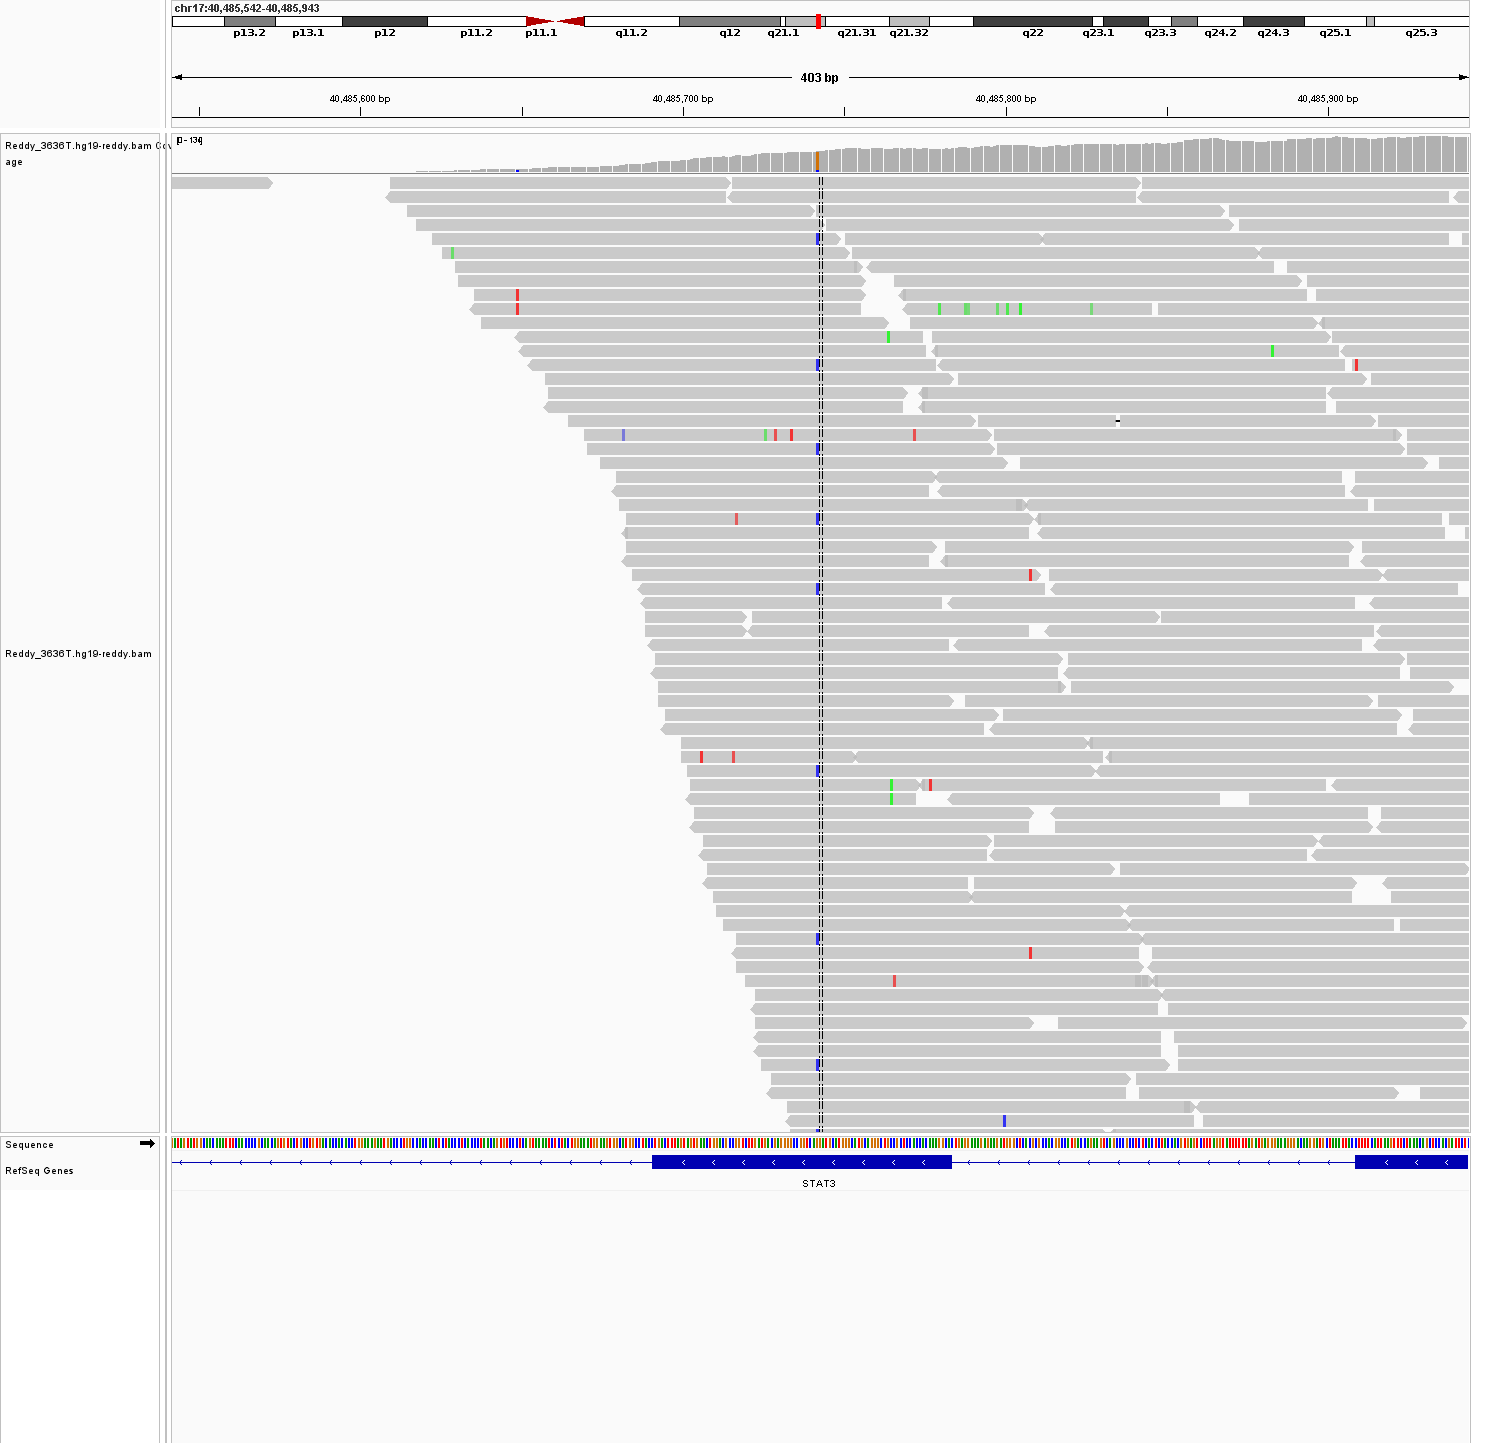 chr17:40,485,542-40,485,943
p13.2 p13.1 p12 p11.2 p11.1 q11.2 q12 q21.1 q21.31 q21.32 q22 q23.1 q23.3 q24.2 q24.3 q25.1 q25.3
403 bp
40,485,600 bp 40,485,700 bp 40,485,800 bp 40,485,900 bp
[0 - 134]
Reddy_3636T.hg19-reddy.bam Cov
age
Reddy_3636T.hg19-reddy.bam
Sequence
RefSeq Genes
STAT3